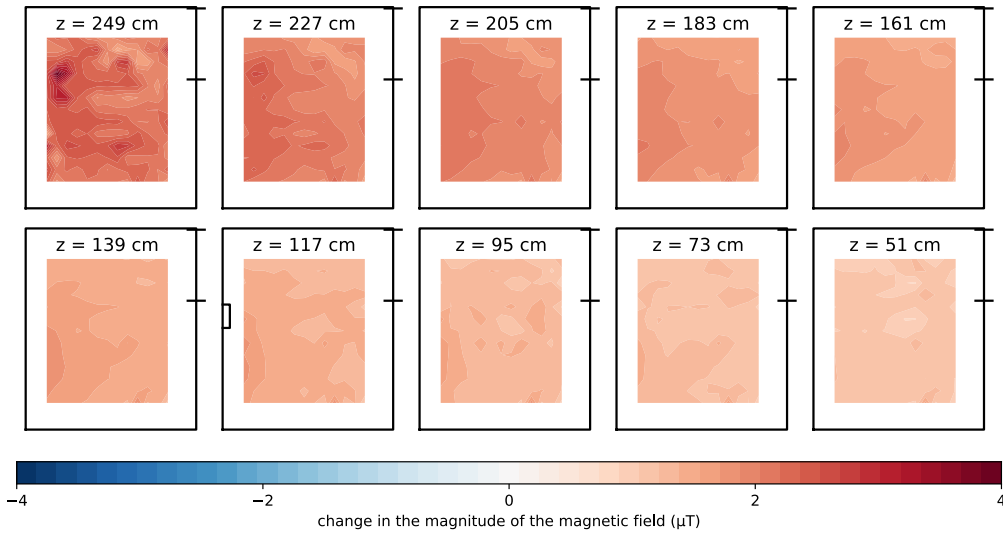 z = 249 cm
z = 227 cm
z = 205 cm
z = 183 cm
z = 161 cm
z = 139 cm
z = 117 cm
z = 95 cm
z = 73 cm
z = 51 cm
−4
−2
0
2
4
change in the magnitude of the magnetic field (μT)